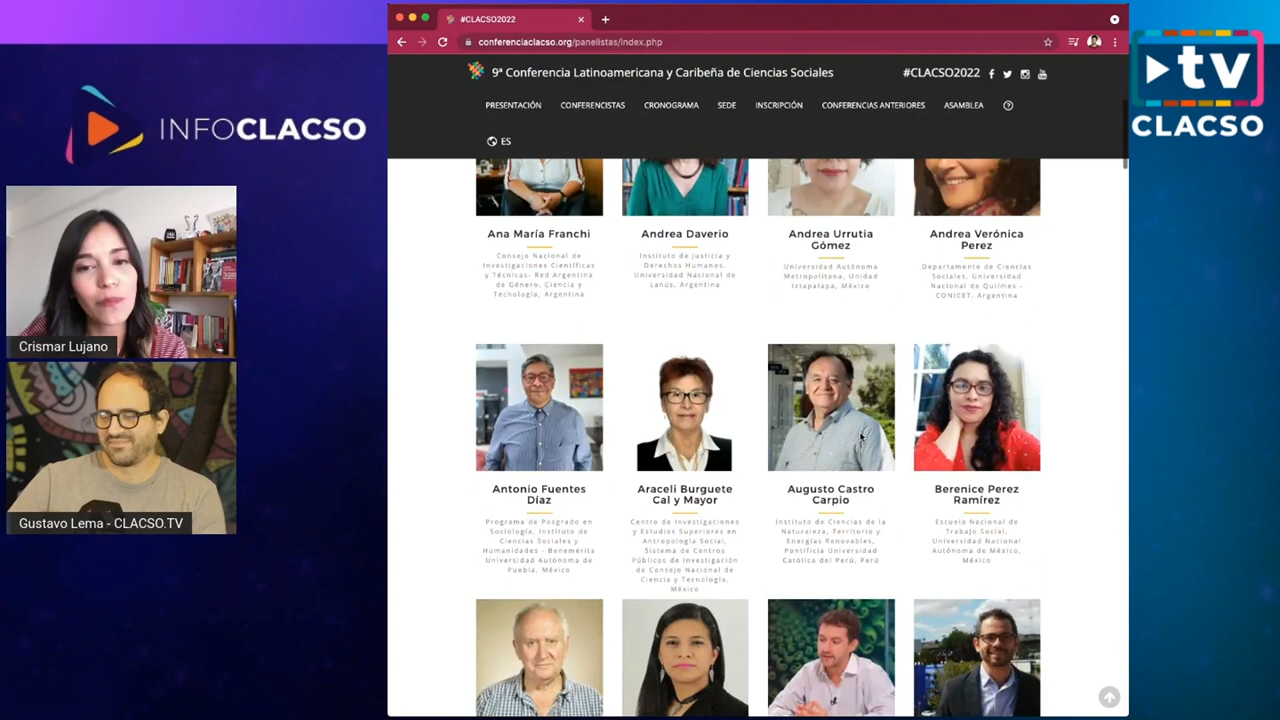 #CLACSO2022
conferenciaclacso.org/panelistas/index.php
9ª Conferencia Latinoamericana y Caribeña de Ciencias Sociales
#CLACSO2022
PRESENTACIÓN
CONFERENCISTAS
CRONOGRAMA
SEDE
INSCRIPCIÓN
CONFERENCIAS ANTERIORES
ASAMBLEA
ES
INFOCLACSO
tv
CLACSO
Crismar Lujano
Gustavo Lema - CLACSO.TV
Ana María Franchi
Consejo Nacional de
Investigaciones Científicas
y Técnicas- Red Argentina
de Género, Ciencia y
Tecnología, Argentina
Andrea Daverio
Instituto de Justicia y
Derechos Humanos,
Universidad Nacional de
Lanús, Argentina
Andrea Urrutia
Gómez
Universidad Autónoma
Metropolitana, Unidad
Iztapalapa, México
Andrea Verónica
Perez
Departamento de Ciencias
Sociales, Universidad
Nacional de Quilmes -
CONICET, Argentina
Antonio Fuentes
Díaz
Programa de Posgrado en
Sociología, Instituto de
Ciencias Sociales y
Humanidades - Benemérita
Universidad Autónoma de
Puebla, México
Araceli Burguete
Cal y Mayor
Centro de Investigaciones
y Estudios Superiores en
Antropología Social,
Sistema de Centros
Públicos de Investigación
de Consejo Nacional de
Ciencia y Tecnología,
México
Augusto Castro
Carpio
Instituto de Ciencias de la
Naturaleza, Territorio y
Energías Renovables,
Pontificia Universidad
Católica del Perú, Perú
Berenice Perez
Ramírez
Escuela Nacional de
Trabajo Social,
Universidad Nacional
Autónoma de México,
México